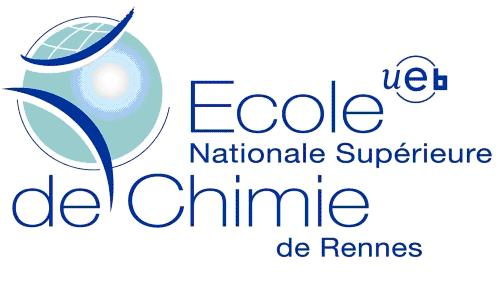 Ecole ueb
Nationale Supérieure
de Chimie
de Rennes